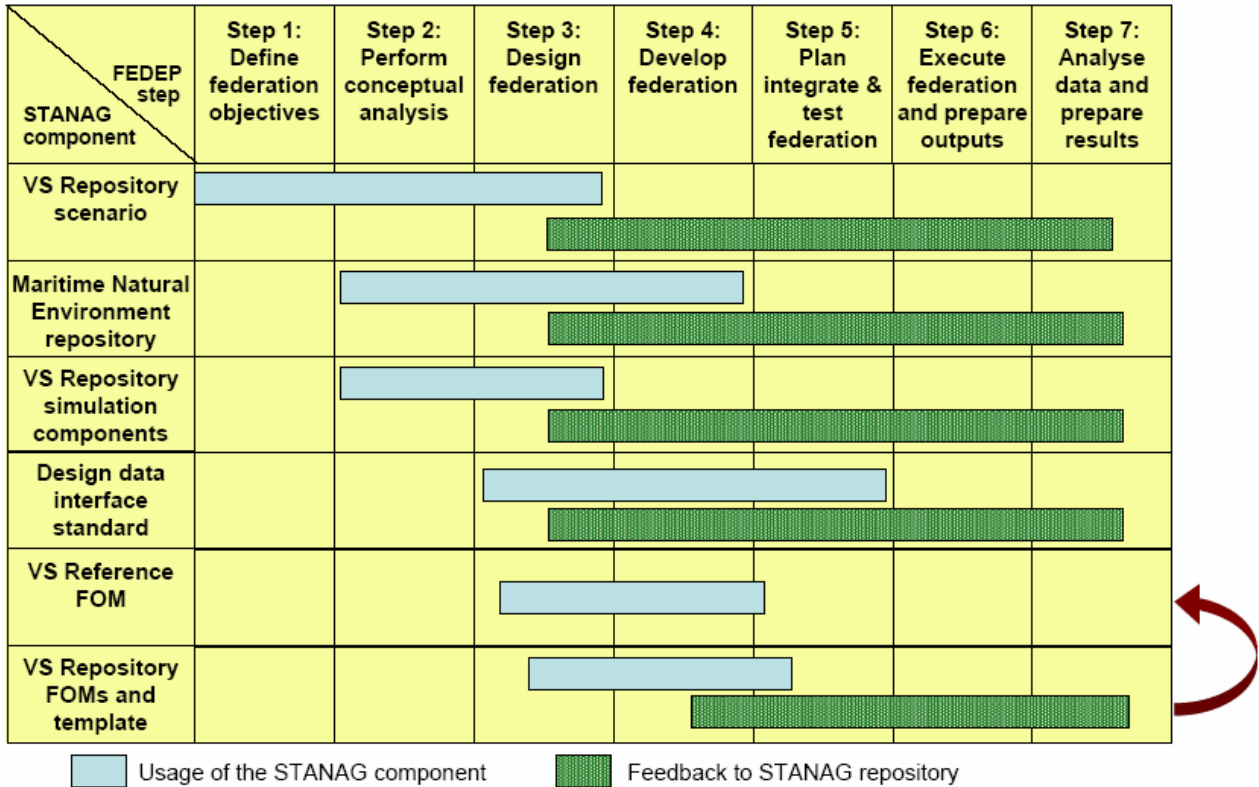 FEDEP
step
STANAG
component
Step 1:
Define
federation
objectives
Step 2:
Perform
conceptual
analysis
Step 3:
Design
federation
Step 4:
Develop
federation
Step 5:
Plan
integrate &
test
federation
Step 6:
Execute
federation
and prepare
outputs
Step 7:
Analyse
data and
prepare
results
VS Repository
scenario
Maritime Natural
Environment
repository
VS Repository
simulation
components
Design data
interface
standard
VS Reference
FOM
VS Repository
FOMs and
template
Usage of the STANAG component
Feedback to STANAG repository